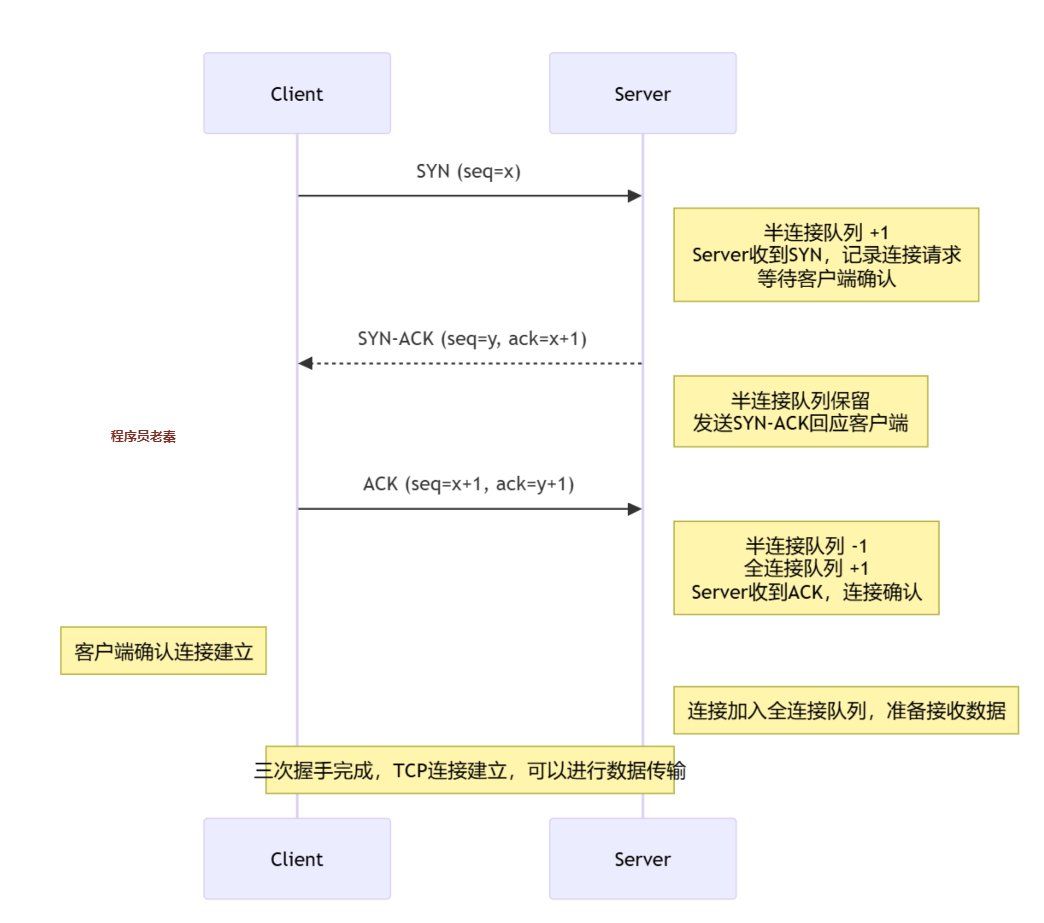 Client
Server
SYN (seq=x)
半连接队列 +1
Server收到SYN，记录连接请求
等待客户端确认
SYN-ACK (seq=y, ack=x+1)
半连接队列保留
发送SYN-ACK回应客户端
程序员老秦
ACK (seq=x+1, ack=y+1)
半连接队列 -1
全连接队列 +1
Server收到ACK，连接确认
客户端确认连接建立
连接加入全连接队列，准备接收数据
三次握手完成，TCP连接建立，可以进行数据传输
Client
Server